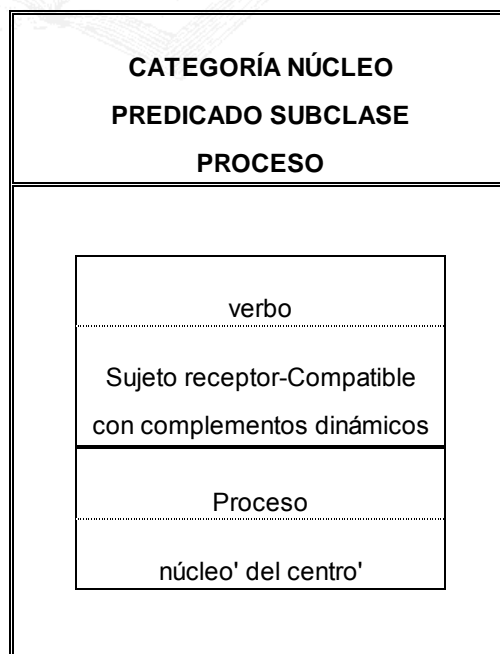 CATEGORÍA NÚCLEO
PREDICADO SUBCLASE
PROCESO
verbo
Sujeto receptor-Compatible
con complementos dinámicos
Proceso
núcleo' del centro'